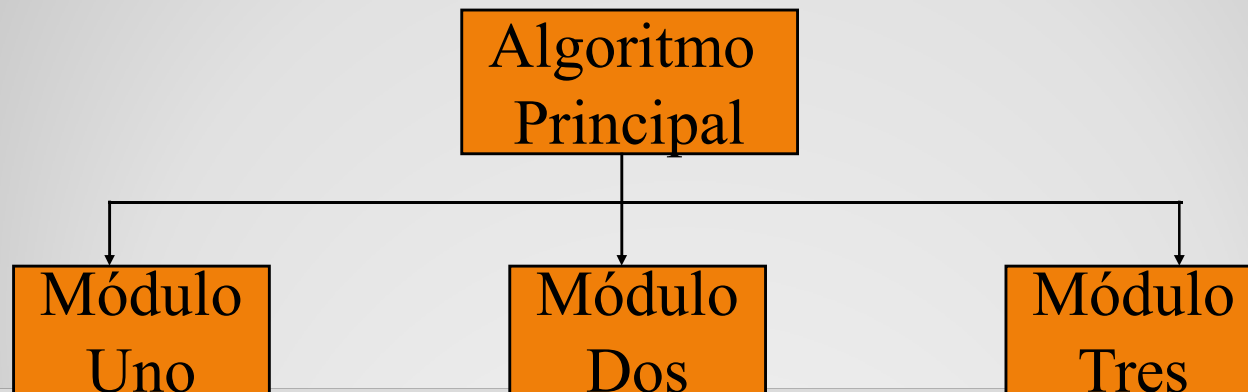 Algoritmo
Principal
Módulo
Uno
Módulo
Dos
Módulo
Tres